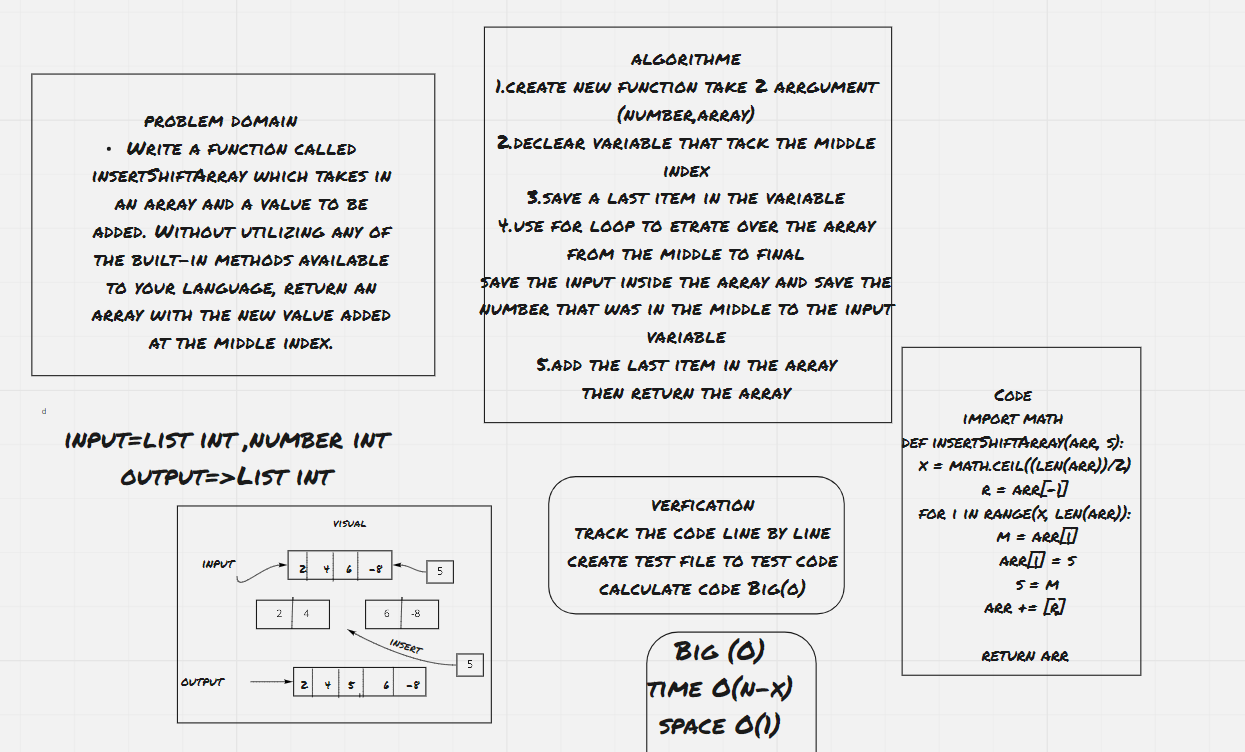 PROBLEM DOMAIN
• WRITE A FUNCTION CALLED
INSERTSHIFTARRAY WHICH TAKES IN
AN ARRAY AND A VALUE TO BE
ADDED. WITHOUT UTILIZING ANY OF
THE BUILT-IN METHODS AVAILABLE
TO YOUR LANGUAGE, RETURN AN
ARRAY WITH THE NEW VALUE ADDED
AT THE MIDDLE INDEX.
ALGORITHME
1.CREATE NEW FUNCTION TAKE 2 ARRGUMENT
(NUMBER,ARRAY)
2.DECLEAR VARIABLE THAT TACK THE MIDDLE
INDEX
3.SAVE A LAST ITEM IN THE VARIABLE
4.USE FOR LOOP TO ETRATE OVER THE ARRAY
FROM THE MIDDLE TO FINAL
SAVE THE INPUT INSIDE THE ARRAY AND SAVE THE
NUMBER THAT WAS IN THE MIDDLE TO THE INPUT
VARIABLE
5.ADD THE LAST ITEM IN THE ARRAY
THEN RETURN THE ARRAY
d
INPUT=LIST INT ,NUMBER INT
OUTPUT=>LIST INT
VISUAL
INPUT
2 4 6 -8
5
2 4
6 -8
INSERT
5
OUTPUT
2 4 5 6 -8
VERFICATION
TRACK THE CODE LINE BY LINE
CREATE TEST FILE TO TEST CODE
CALCULATE CODE BIG(O)
BIG (O)
TIME O(N-X)
SPACE O(1)
CODE
IMPORT MATH
DEF INSERTSHIFTARRAY(ARR, S):
X = MATH.CEIL((LEN(ARR))/2)
R = ARR[-1]
FOR I IN RANGE(X, LEN(ARR)):
M = ARR[I]
ARR[I] = S
S = M
ARR += [R]
RETURN ARR